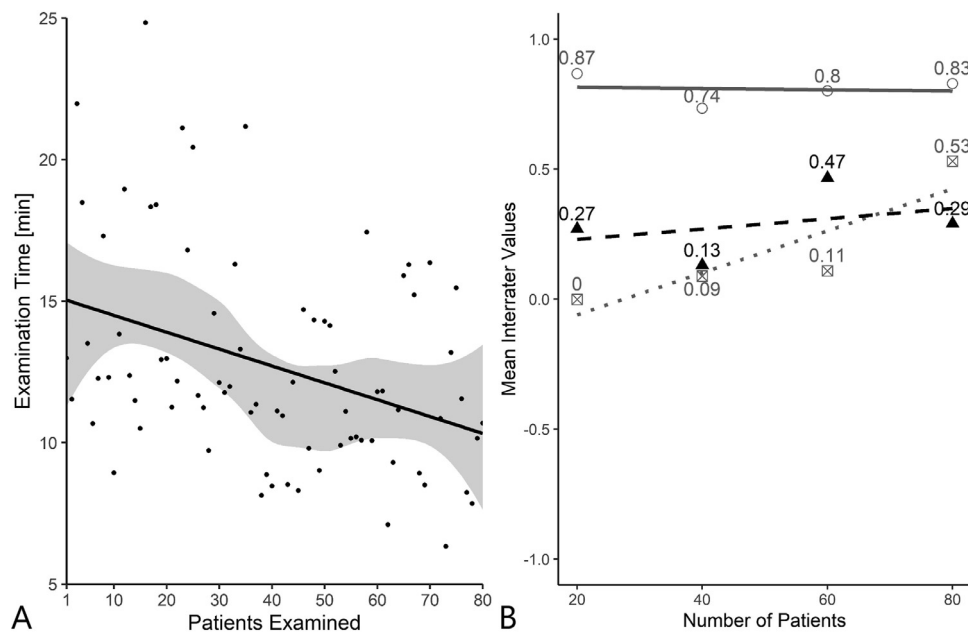 25
20
15
10
5
Examination Time [min]
1 10 20 30 40 50 60 70 80
Patients Examined
A
1.0
0.5
0.0
-0.5
-1.0
Mean Interrater Values
0.87
0.74
0.8
0.83
0.53
0.47
0.27
0.29
0.13
0.11
0.09
0
20 40 60 80
Number of Patients
B